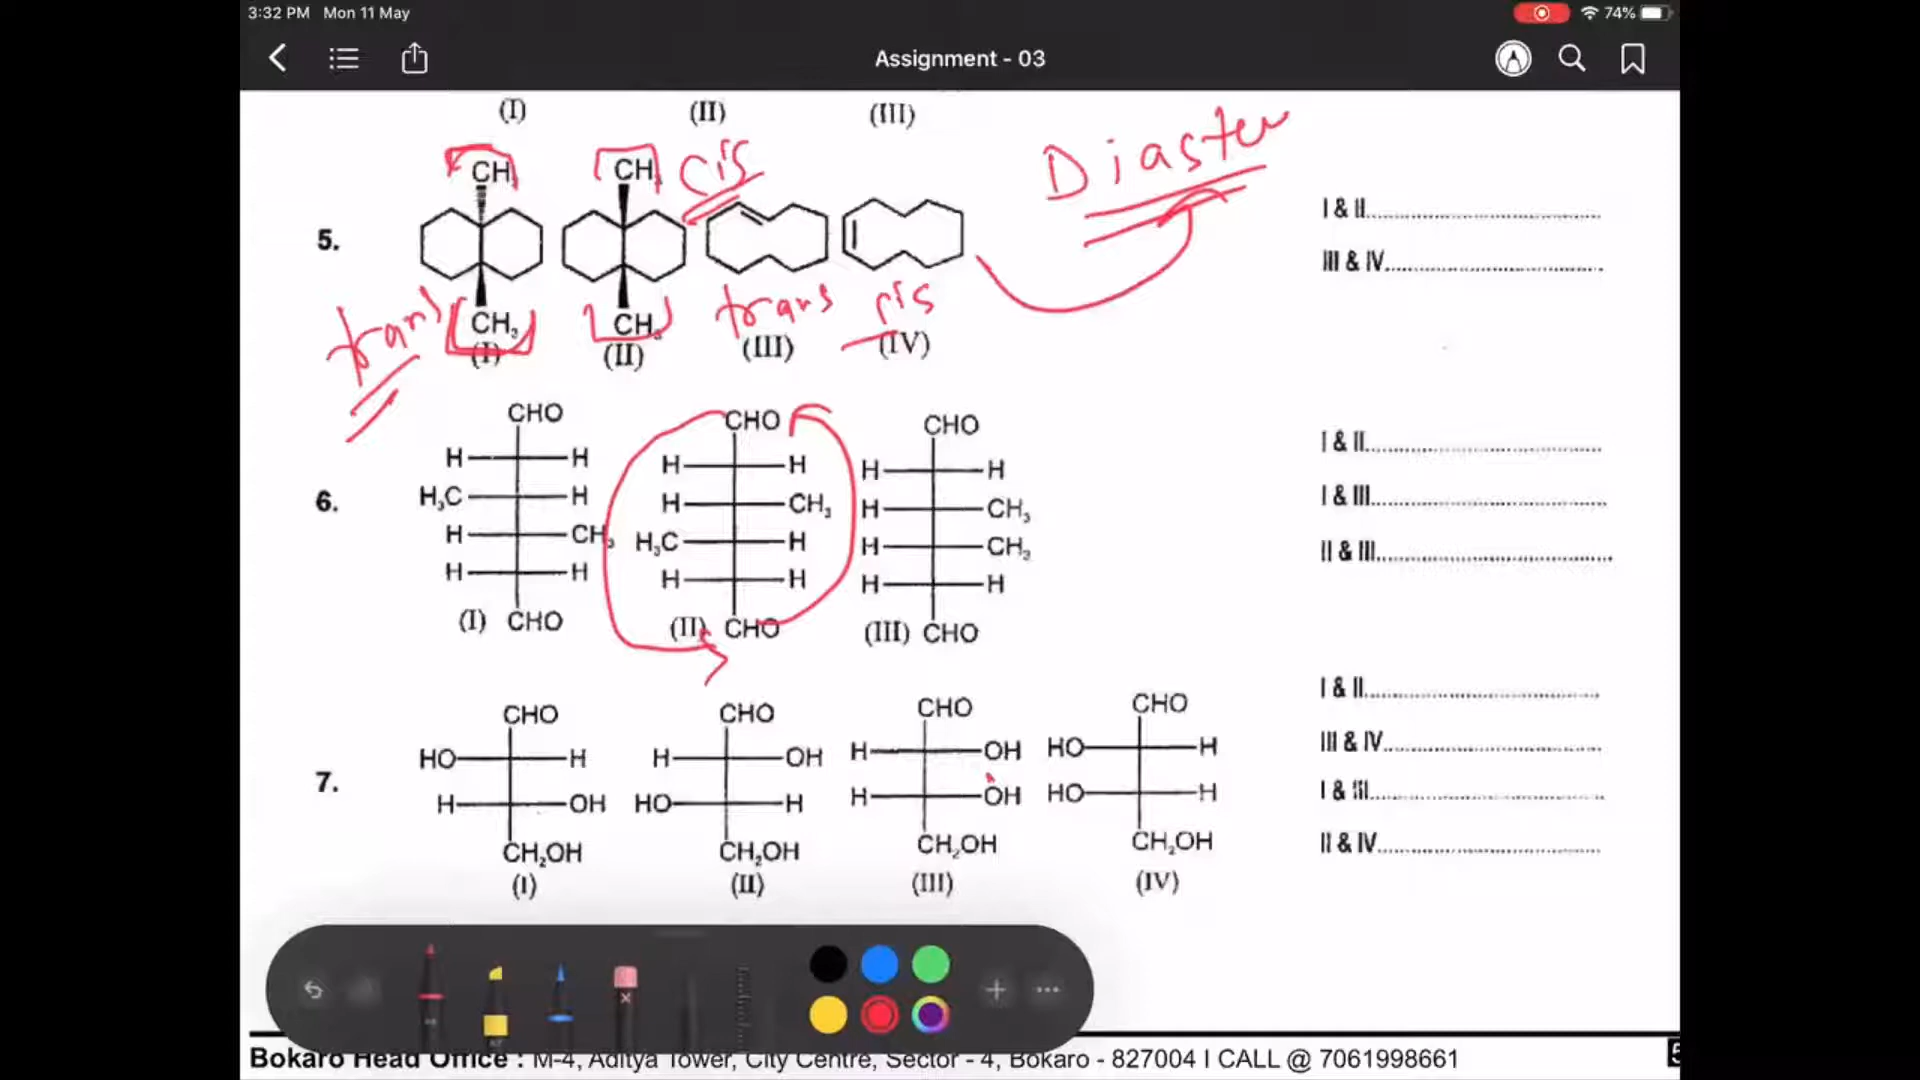 3:32 PM Mon 11 May
74%
Assignment - 03
(I) (II) (III)
Diaster
5.
CH CH cis
CH₃ CH₃ trans cis
trans
(I) (II) (III) (IV)
I & II
III & IV
6.
CHO CHO CHO
H H H H H H
H₃C H H CH₃ H CH₃
H CH₃ H₃C H H CH₃
H H H H H H
(I) CHO (II) CHO (III) CHO
I & II
I & III
II & III
7.
CHO CHO CHO CHO
HO H H OH H OH HO H
H OH HO H H OH HO H
CH₂OH CH₂OH CH₂OH CH₂OH
(I) (II) (III) (IV)
I & II
III & IV
I & III
II & IV
Bokaro Head Office : M-4, Aditya Tower, City Centre, Sector - 4, Bokaro - 827004 I CALL @ 7061998661